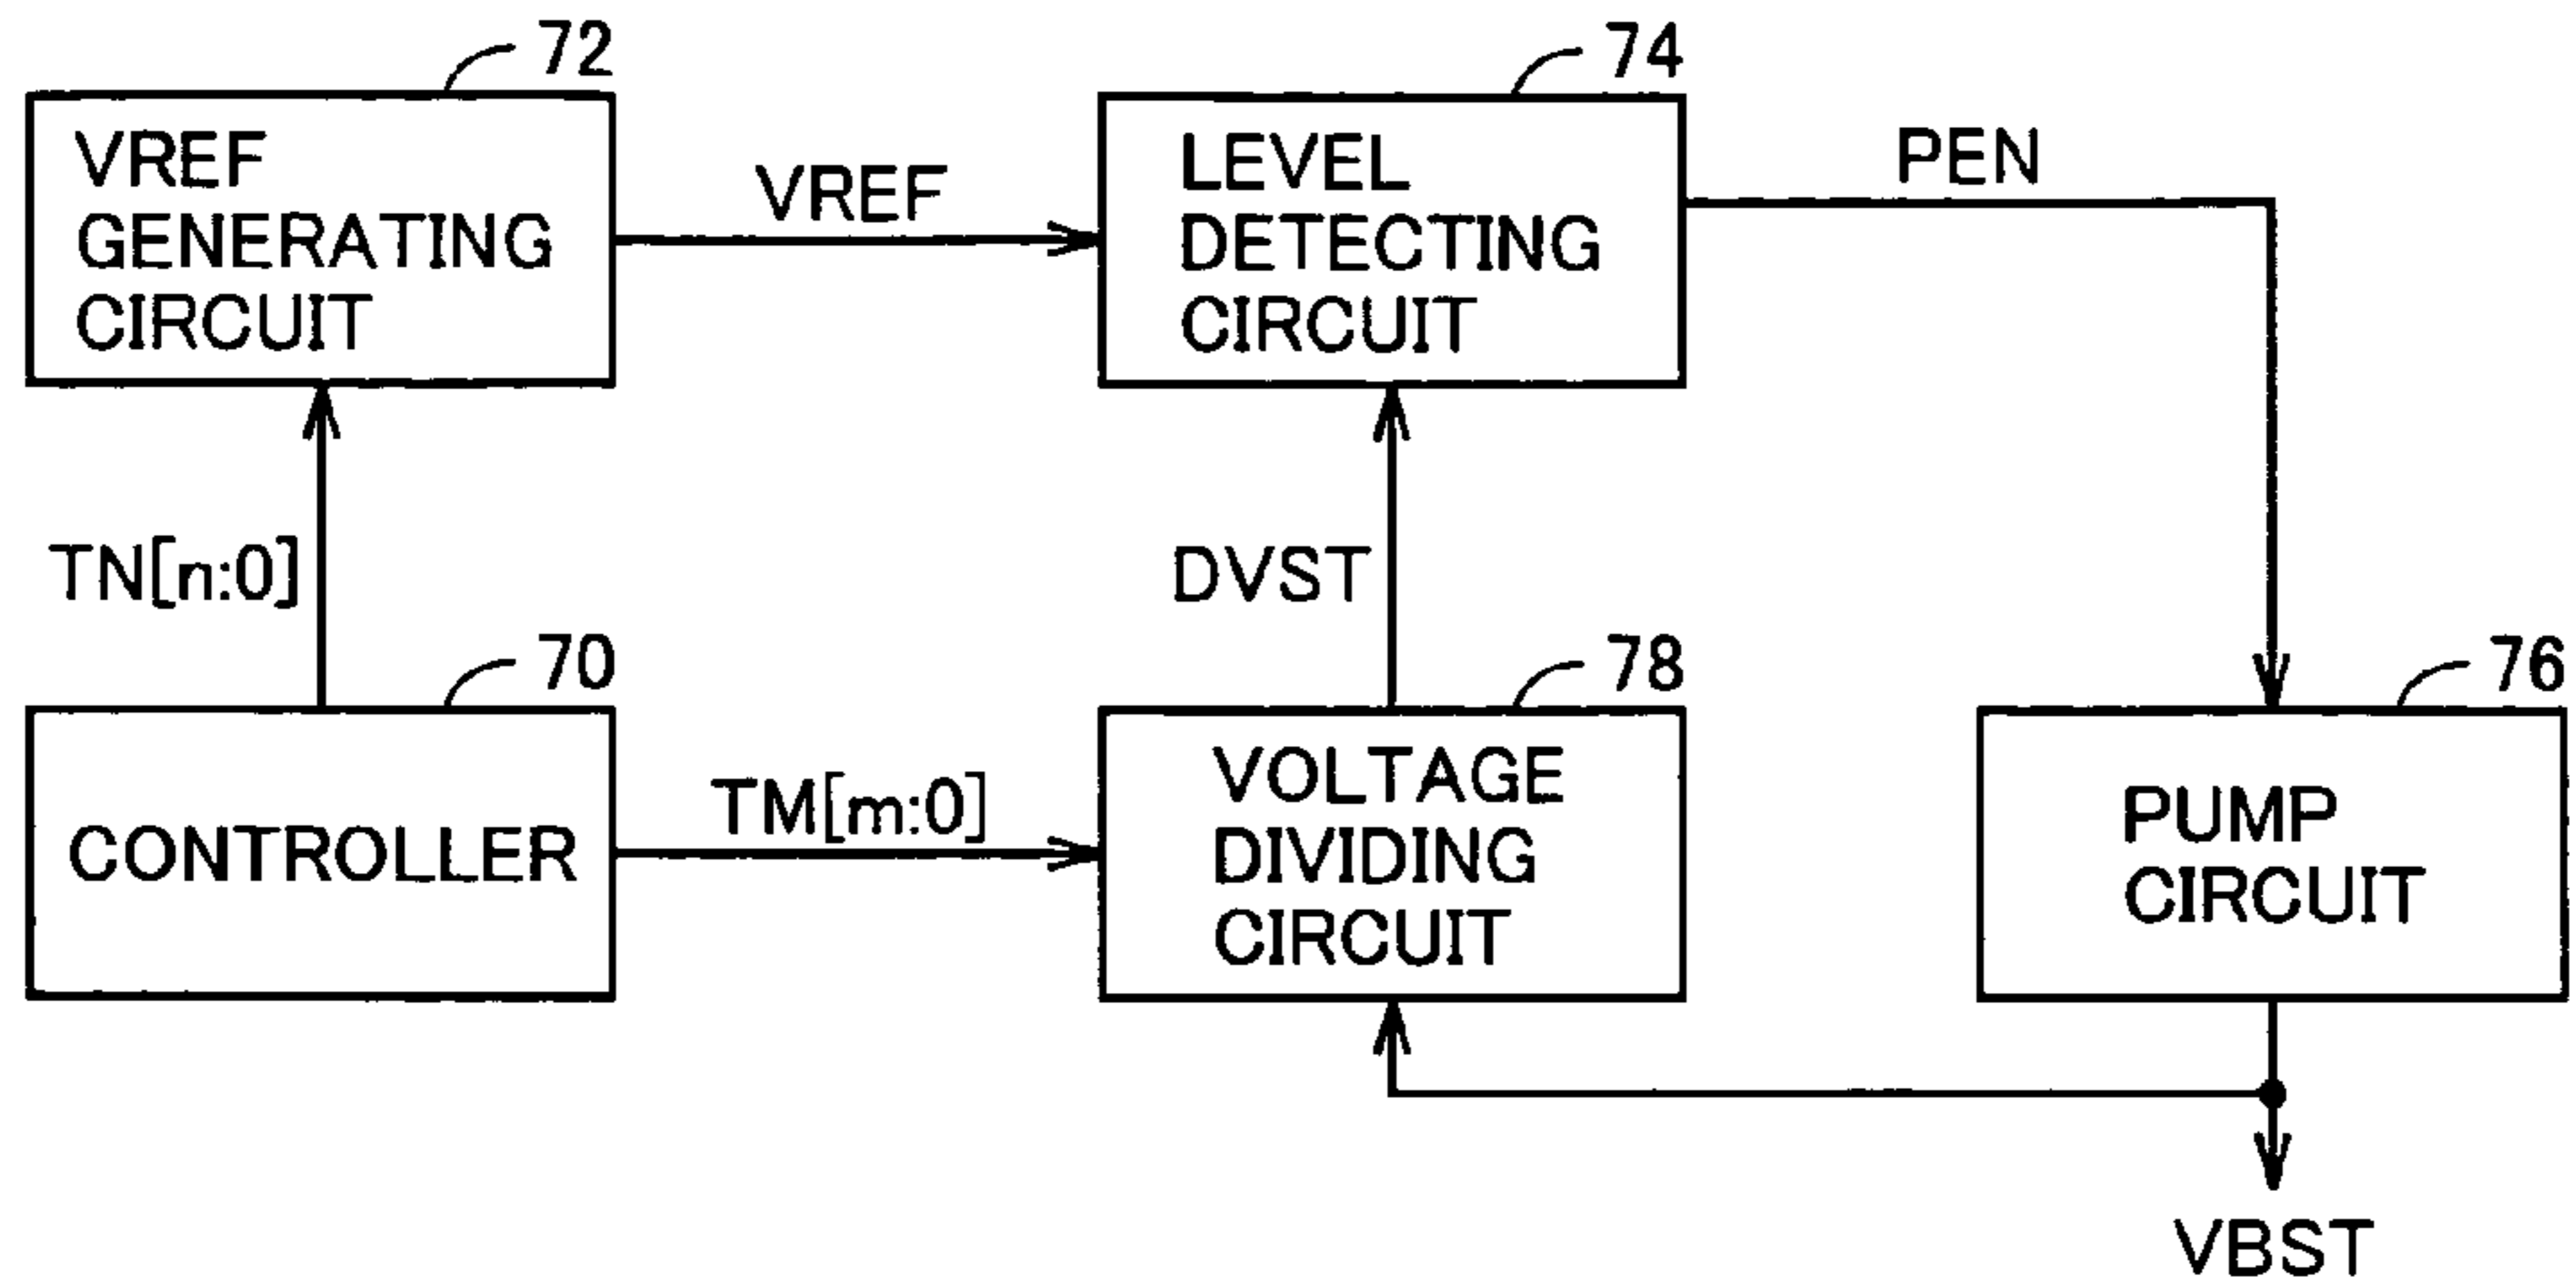 72
74
VREF
GENERATING
CIRCUIT
VREF
LEVEL
DETECTING
CIRCUIT
PEN
TN[n:0]
DVST
70
78
76
CONTROLLER
TM[m:0]
VOLTAGE
DIVIDING
CIRCUIT
PUMP
CIRCUIT
VBST